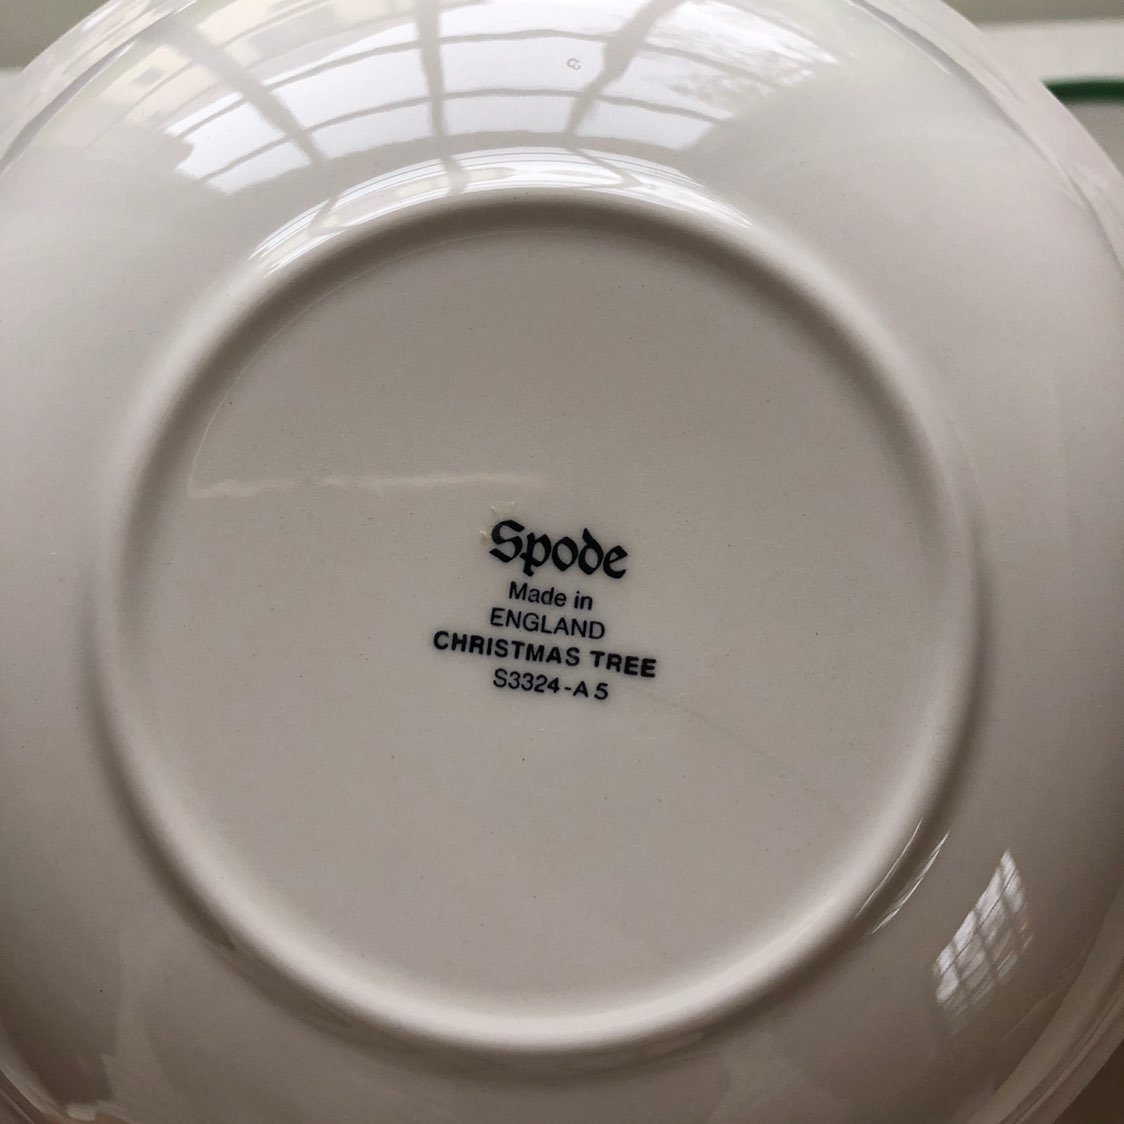 Spode
Made in
ENGLAND
CHRISTMAS TREE
S3324-A 5